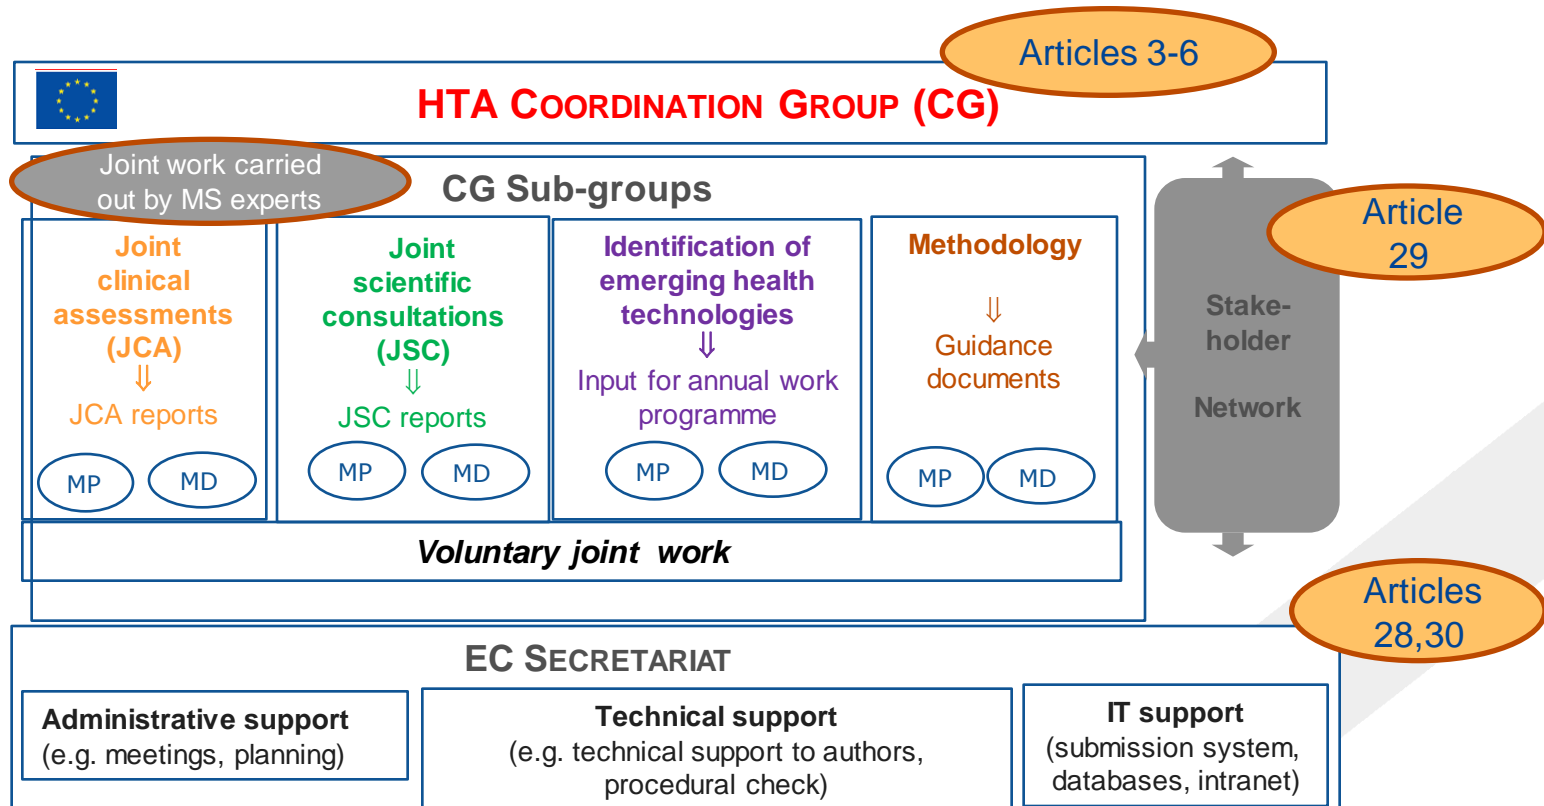 Articles 3-6
HTA COORDINATION GROUP (CG)
Joint work carried
out by MS experts
CG Sub-groups
Joint
clinical
assessments
(JCA)
⇓
JCA reports
MP
MD
Joint
scientific
consultations
(JSC)
⇓
JSC reports
MP
MD
Identification of
emerging health
technologies
⇓
Input for annual work
programme
MP
MD
Methodology
⇓
Guidance
documents
MP
MD
Voluntary joint work
Article
29
Stake-
holder
Network
Articles
28,30
EC SECRETARIAT
Administrative support
(e.g. meetings, planning)
Technical support
(e.g. technical support to authors,
procedural check)
IT support
(submission system,
databases, intranet)